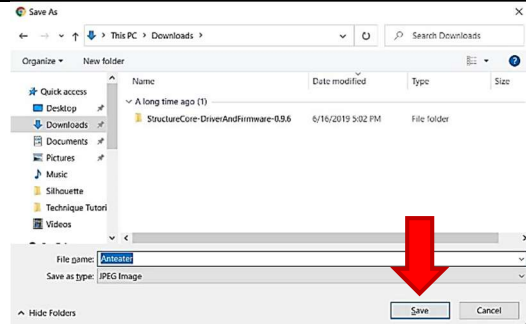 Save As
This PC > Downloads >
Search Downloads
Organize
New folder
Name
Date modified
Type
Size
Quick access
Desktop
Downloads
Documents
Pictures
Music
Silhouette
Technique Tutori
Videos
A long time ago (1)
StructureCore-DriverAndFirmware-0.9.6
6/16/2019 5:02 PM
File folder
File name: Anteater
Save as type: JPEG Image
Hide Folders
Save
Cancel